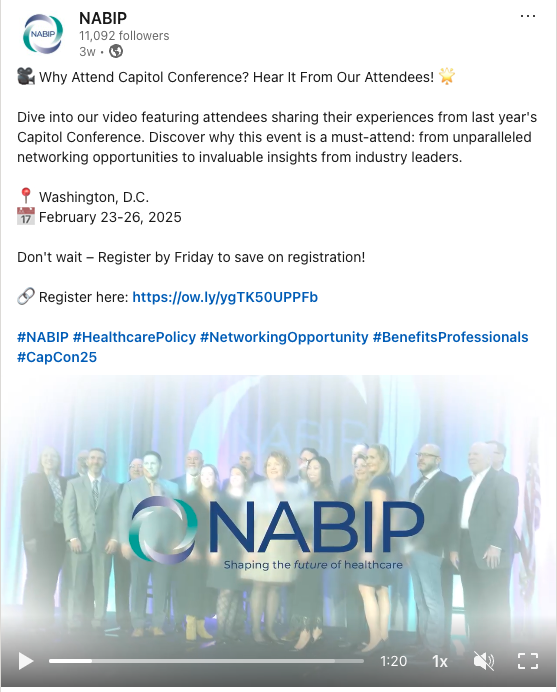 NABIP
NABIP
11,092 followers
3w •
Why Attend Capitol Conference? Hear It From Our Attendees!
Dive into our video featuring attendees sharing their experiences from last year's
Capitol Conference. Discover why this event is a must-attend: from unparalleled
networking opportunities to invaluable insights from industry leaders.
Washington, D.C.
17 February 23-26, 2025
Don't wait – Register by Friday to save on registration!
Register here: https://ow.ly/ygTK50UPPFb
#NABIP #HealthcarePolicy #NetworkingOpportunity #BenefitsProfessionals
#CapCon25
NABIP
NABIP
Shaping the future of healthcare
1:20 1x